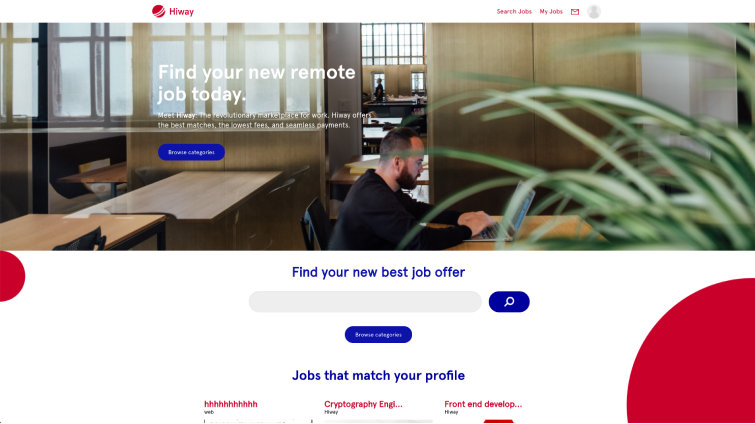 Hiway
Search Jobs
My Jobs
Find your new remote
job today.
Meet Hiway: The revolutionary marketplace for work. Hiway offers
the best matches, the lowest fees, and seamless payments.
Browse categories
Find your new best job offer
Browse categories
Jobs that match your profile
hhhhhhhhhhh
web
Cryptography Engi...
Hiway
Front end develop...
Hiway